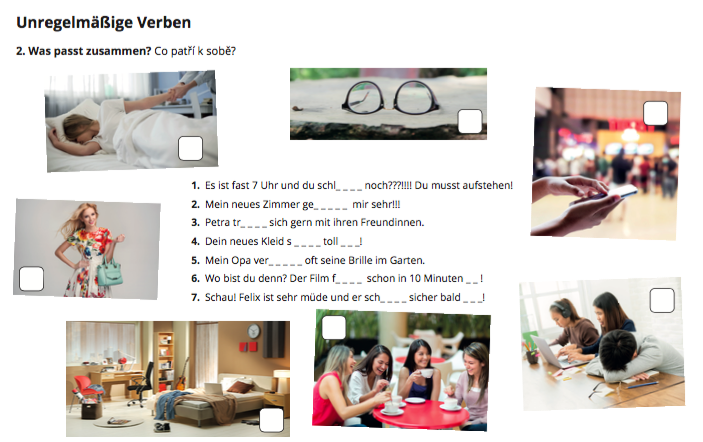 Unregelmäßige Verben
2. Was passt zusammen? Co patří k sobě?
1. Es ist fast 7 Uhr und du schl_ _ _ _ noch???!!!! Du musst aufstehen!
2. Mein neues Zimmer ge_ _ _ _ _ mir sehr!!!
3. Petra tr_ _ _ _ sich gern mit ihren Freundinnen.
4. Dein neues Kleid s _ _ _ _ toll _ _ _!
5. Mein Opa ver_ _ _ _ _ oft seine Brille im Garten.
6. Wo bist du denn? Der Film f_ _ _ _ schon in 10 Minuten _ _ !
7. Schau! Felix ist sehr müde und er sch_ _ _ _ sicher bald _ _ _!